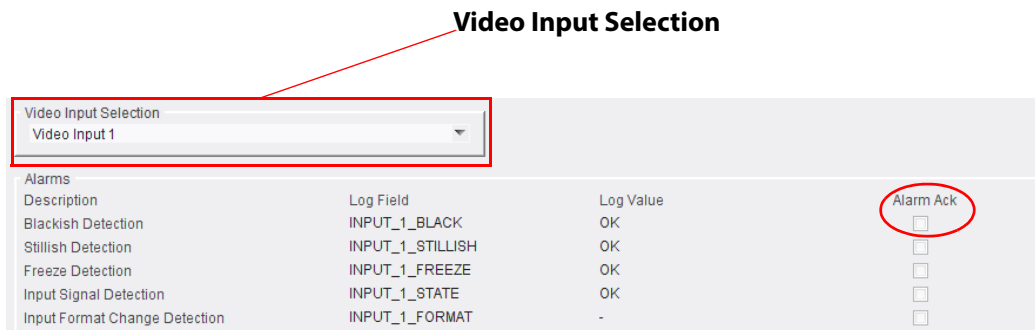 Video Input Selection
Video Input Selection
Video Input 1
Alarms
Description Log Field Log Value Alarm Ack
Blackish Detection INPUT_1_BLACK OK
Stillish Detection INPUT_1_STILLISH OK
Freeze Detection INPUT_1_FREEZE OK
Input Signal Detection INPUT_1_STATE OK
Input Format Change Detection INPUT_1_FORMAT -